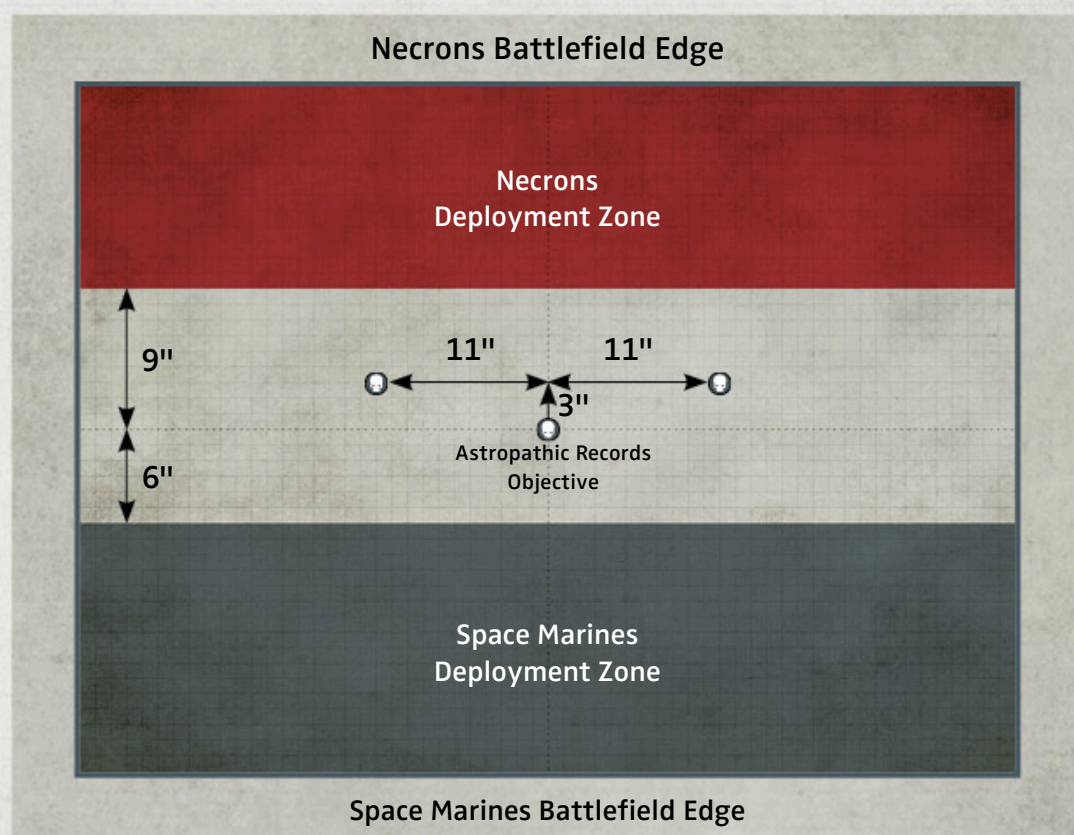 Necrons Battlefield Edge
Necrons
Deployment Zone
9"
11"
11"
3"
6"
Astropathic Records
Objective
Space Marines
Deployment Zone
Space Marines Battlefield Edge